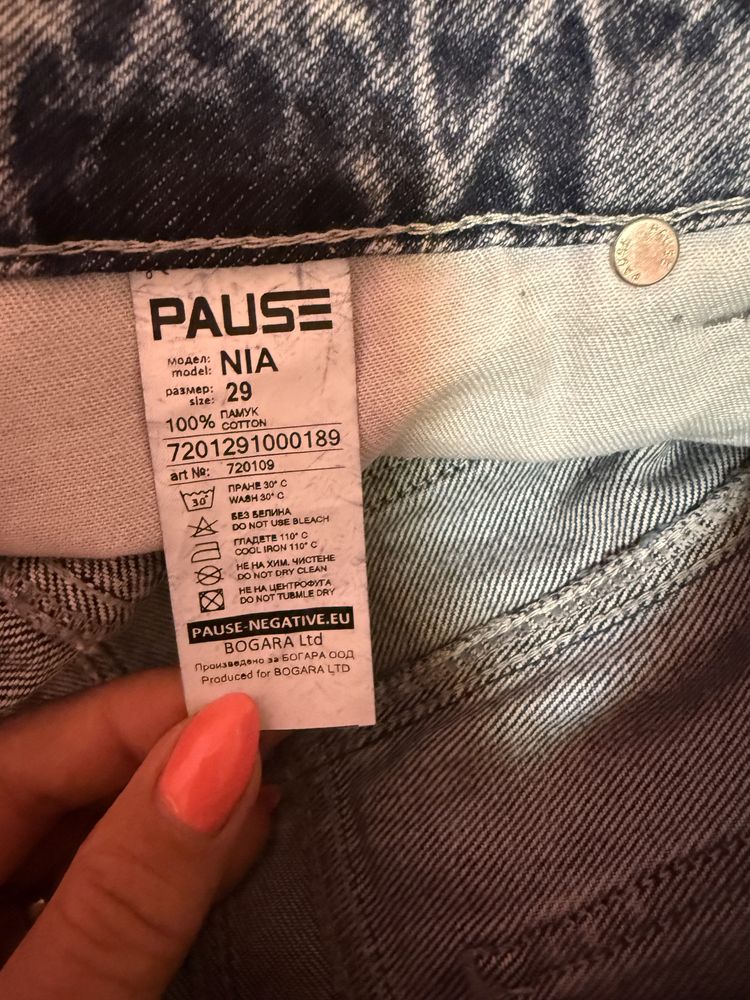 PAUSE
модел:
model: NIA
размер:
size: 29
100% ПАМУК
COTTON
7201291000189
art №: 720109
30°
ПРАНЕ 30° C
WASH 30° C
БЕЗ БЕЛИНА
DO NOT USE BLEACH
ГЛАДЕТЕ 110° C
COOL IRON 110° C
НЕ НА ХИМ. ЧИСТЕНЕ
DO NOT DRY CLEAN
НЕ НА ЦЕНТРОФУГА
DO NOT TUBMLE DRY
PAUSE-NEGATIVE.EU
BOGARA Ltd
Произведено за БОГАРА ООД
Produced for BOGARA LTD